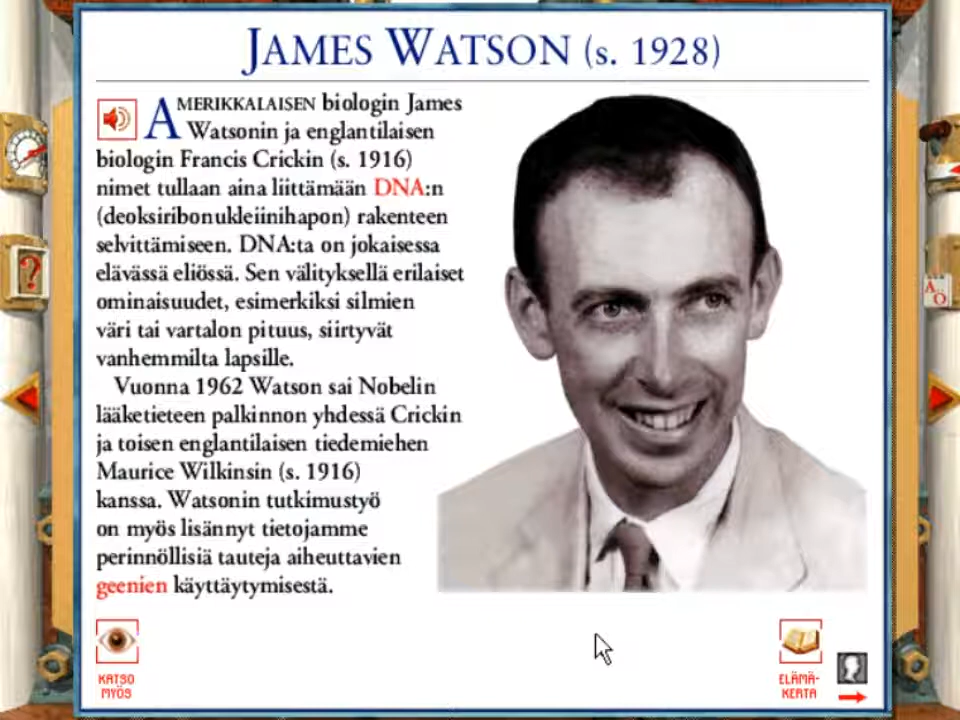 JAMES WATSON (s. 1928)
AMERIKKALAISEN biologin James
Watsonin ja englantilaisen
biologin Francis Crickin (s. 1916)
nimet tullaan aina liittämään DNA:n
(deoksiribonukleiinihapon) rakenteen
selvittämiseen. DNA:ta on jokaisessa
elävässä eliössä. Sen välityksellä erilaiset
ominaisuudet, esimerkiksi silmien
väri tai vartalon pituus, siirtyvät
vanhemmilta lapsille.
Vuonna 1962 Watson sai Nobelin
lääketieteen palkinnon yhdessä Crickin
ja toisen englantilaisen tiedemiehen
Maurice Wilkinsin (s. 1916)
kanssa. Watsonin tutkimustyö
on myös lisännyt tietojamme
perinnöllisiä tauteja aiheuttavien
geenien käyttäytymisestä.
KATSO
MYÖS
ELÄMÄ-
KERTA
?
A
Ö